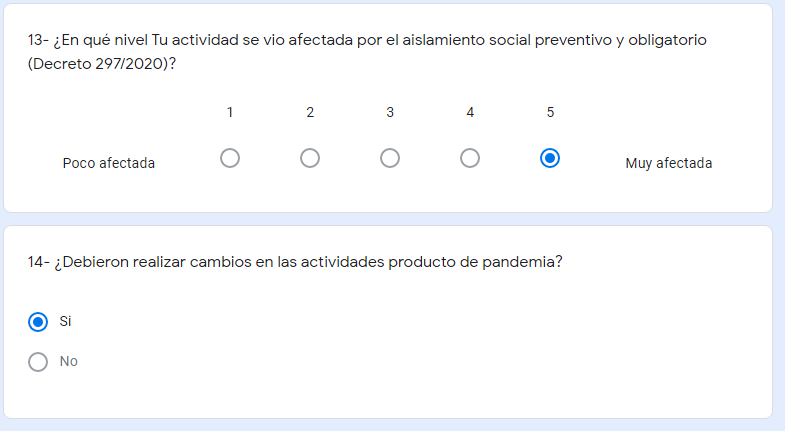 13- ¿En qué nivel Tu actividad se vio afectada por el aislamiento social preventivo y obligatorio
(Decreto 297/2020)?
1 2 3 4 5
Poco afectada Muy afectada
14- ¿Debieron realizar cambios en las actividades producto de pandemia?
Si
No